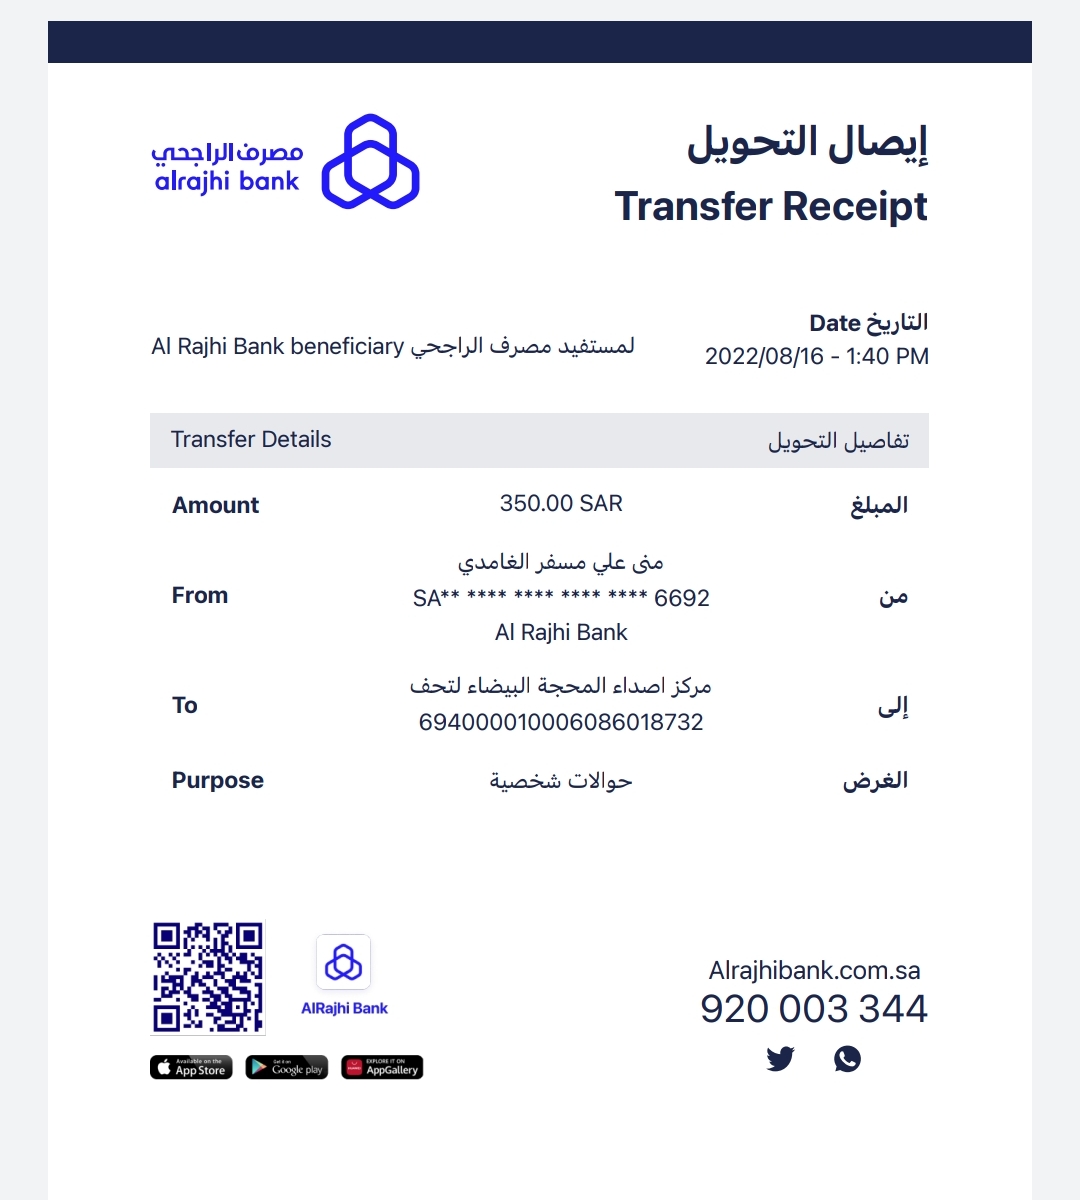 مصرف الراجحي
alrajhi bank
إيصال التحويل
Transfer Receipt
التاريخ Date
2022/08/16 - 1:40 PM
Al Rajhi Bank beneficiary لمستفيد مصرف الراجحي
Transfer Details تفاصيل التحويل
Amount 350.00 SAR المبلغ
منى علي مسفر الغامدي
From SA** **** **** **** **** 6692 من
Al Rajhi Bank
مركز اصداء المحجة البيضاء لتحف
To إلى
694000010006086018732
Purpose حوالات شخصية الغرض
AlRajhi Bank
Alrajhibank.com.sa
920 003 344
Available on the
App Store
Get it on
Google play
EXPLORE IT ON
AppGallery